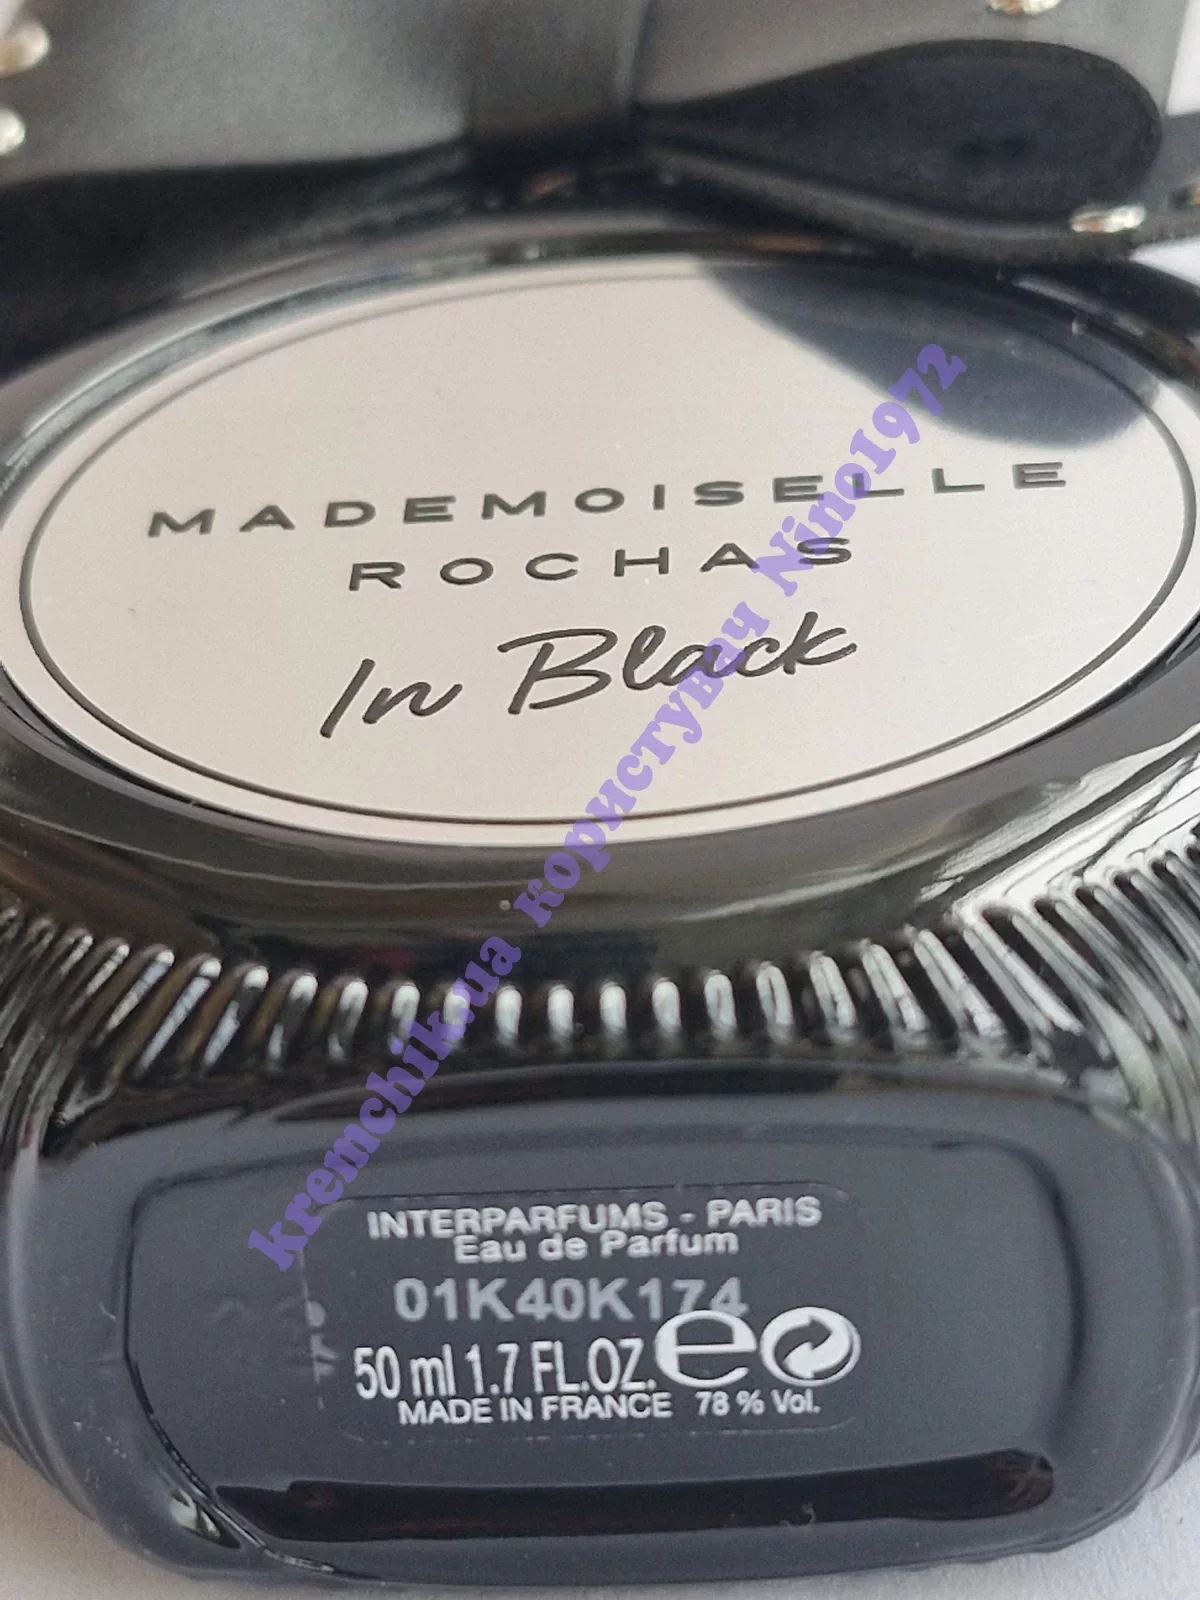 MADEMOISELLE
ROCHAS
In Black
kremchik.ua користувач Nino1972
INTERPARFUMS - PARIS
Eau de Parfum
01K40K174
50 ml 1.7 FL.OZ. e
MADE IN FRANCE 78 % Vol.